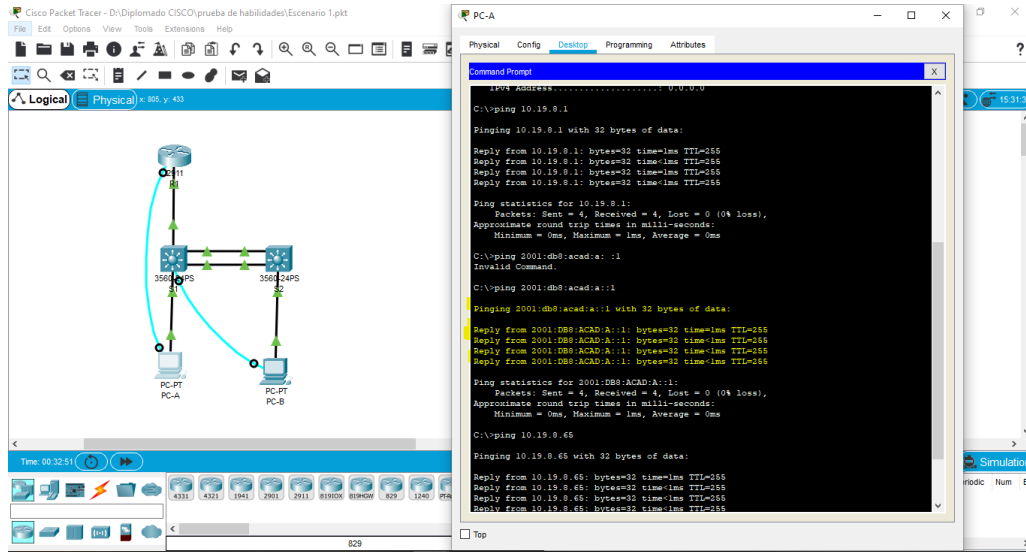 Cisco Packet Tracer - D:\Diplomado CISCO\prueba de habilidades\Escenario 1.pkt
File Edit Options View Tools Extensions Help
Logical Physical x: 805, y: 433
2911
R1
3560-24PS
S1
3560-24PS
S2
PC-PT
PC-A
PC-PT
PC-B
Time: 00:32:51
4331 4321 1941 2901 2911 819IOX 819HGW 829 1240
829
PC-A
Physical Config Desktop Programming Attributes
Command Prompt X
IPv4 Address.....................: 0.0.0.0
C:\>ping 10.19.8.1
Pinging 10.19.8.1 with 32 bytes of data:
Reply from 10.19.8.1: bytes=32 time=1ms TTL=255
Reply from 10.19.8.1: bytes=32 time<1ms TTL=255
Reply from 10.19.8.1: bytes=32 time<1ms TTL=255
Reply from 10.19.8.1: bytes=32 time<1ms TTL=255
Ping statistics for 10.19.8.1:
Packets: Sent = 4, Received = 4, Lost = 0 (0% loss),
Approximate round trip times in milli-seconds:
Minimum = 0ms, Maximum = 1ms, Average = 0ms
C:\>ping 2001:db8:acad:a: :1
Invalid Command.
C:\>ping 2001:db8:acad:a::1
Pinging 2001:db8:acad:a::1 with 32 bytes of data:
Reply from 2001:DB8:ACAD:A::1: bytes=32 time=1ms TTL=255
Reply from 2001:DB8:ACAD:A::1: bytes=32 time<1ms TTL=255
Reply from 2001:DB8:ACAD:A::1: bytes=32 time<1ms TTL=255
Reply from 2001:DB8:ACAD:A::1: bytes=32 time<1ms TTL=255
Ping statistics for 2001:DB8:ACAD:A::1:
Packets: Sent = 4, Received = 4, Lost = 0 (0% loss),
Approximate round trip times in milli-seconds:
Minimum = 0ms, Maximum = 1ms, Average = 0ms
C:\>ping 10.19.8.65
Pinging 10.19.8.65 with 32 bytes of data:
Reply from 10.19.8.65: bytes=32 time=1ms TTL=255
Reply from 10.19.8.65: bytes=32 time<1ms TTL=255
Reply from 10.19.8.65: bytes=32 time<1ms TTL=255
Reply from 10.19.8.65: bytes=32 time<1ms TTL=255
Top
?
15:31:3
Simulation
Num